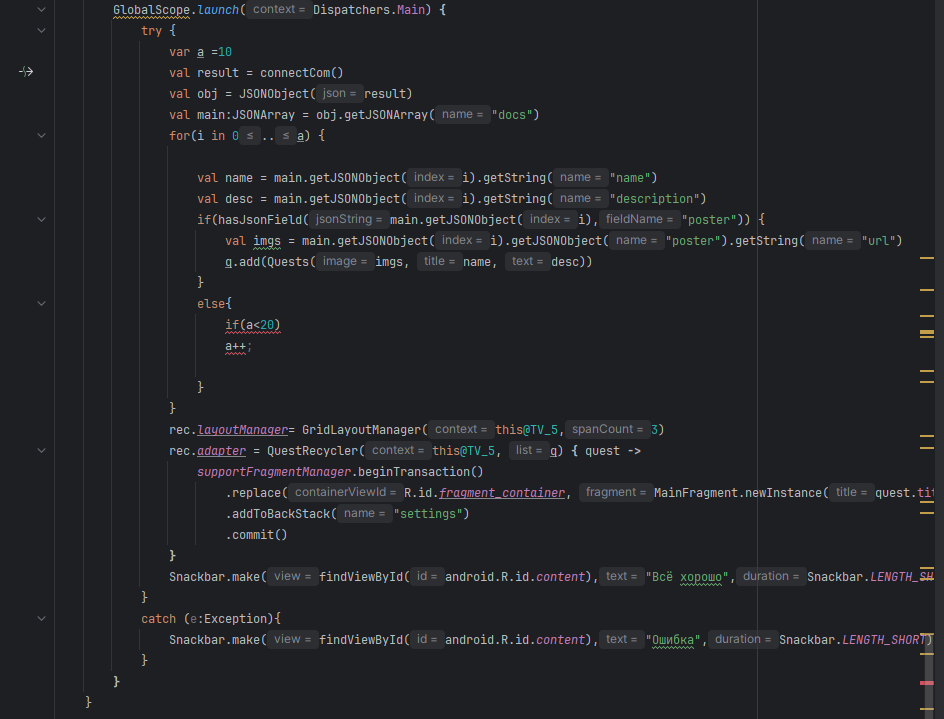 GlobalScope.launch( context = Dispatchers.Main) {
try {
var a =10
val result = connectCom()
val obj = JSONObject( json = result)
val main:JSONArray = obj.getJSONArray( name = "docs")
for(i in 0 ≤ .. ≤ a) {
val name = main.getJSONObject( index = i).getString( name = "name")
val desc = main.getJSONObject( index = i).getString( name = "description")
if(hasJsonField( jsonString = main.getJSONObject( index = i), fieldName = "poster")) {
val imgs = main.getJSONObject( index = i).getJSONObject( name = "poster").getString( name = "url")
q.add(Quests( image = imgs, title = name, text = desc))
}
else{
if(a<20)
a++;
}
}
rec.layoutManager= GridLayoutManager( context = this@TV_5, spanCount = 3)
rec.adapter = QuestRecycler( context = this@TV_5, list = q) { quest ->
supportFragmentManager.beginTransaction()
.replace( containerViewId = R.id.fragment_container, fragment = MainFragment.newInstance( title = quest.tit
.addToBackStack( name = "settings")
.commit()
}
Snackbar.make( view = findViewById( id = android.R.id.content), text = "Всё хорошо", duration = Snackbar.LENGTH_SH
}
catch (e:Exception){
Snackbar.make( view = findViewById( id = android.R.id.content), text = "Ошибка", duration = Snackbar.LENGTH_SHORT)
}
}
}